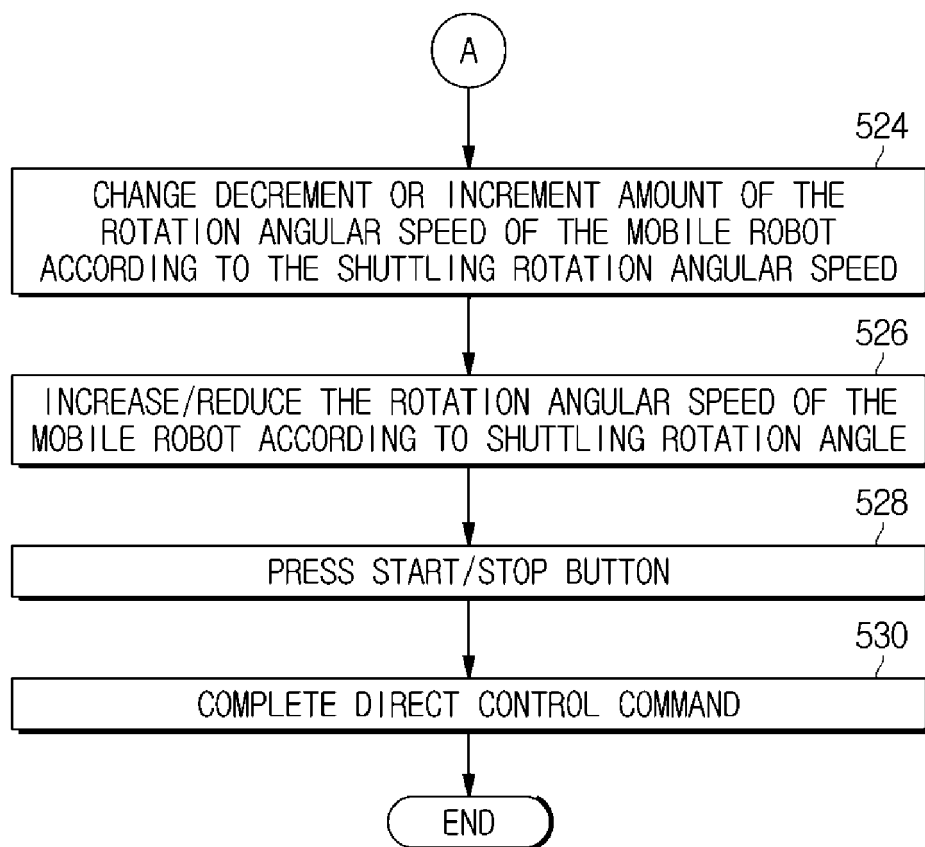 A
524
CHANGE DECREMENT OR INCREMENT AMOUNT OF THE
ROTATION ANGULAR SPEED OF THE MOBILE ROBOT
ACCORDING TO THE SHUTTLING ROTATION ANGULAR SPEED
526
INCREASE/REDUCE THE ROTATION ANGULAR SPEED OF THE
MOBILE ROBOT ACCORDING TO SHUTTLING ROTATION ANGLE
528
PRESS START/STOP BUTTON
530
COMPLETE DIRECT CONTROL COMMAND
END